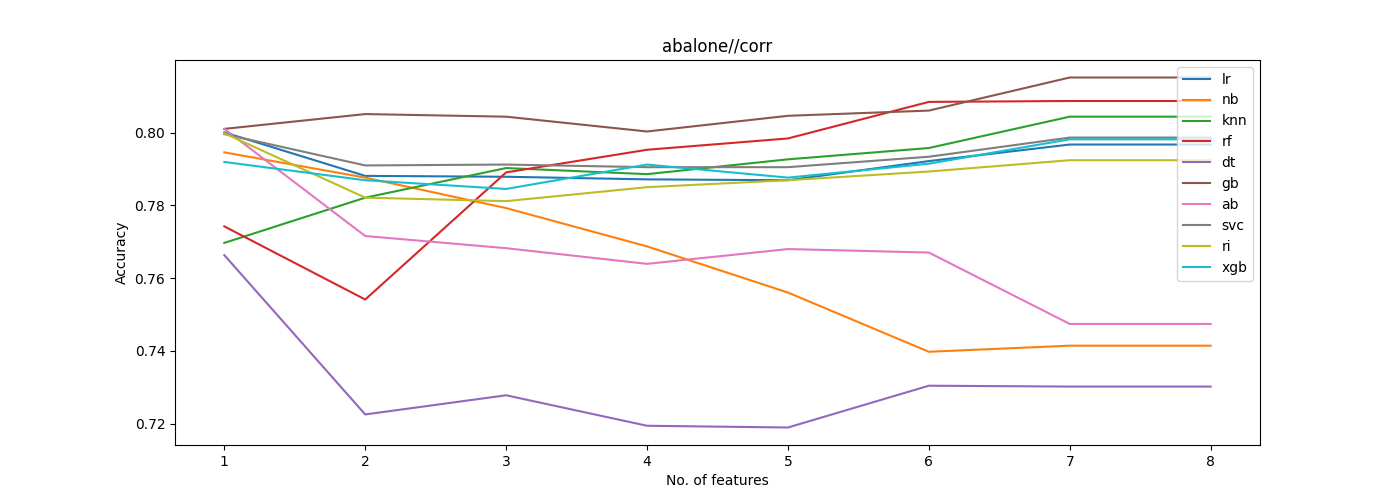 abalone//corr
Accuracy
0.80
0.78
0.76
0.74
0.72
1 2 3 4 5 6 7 8
No. of features
lr
nb
knn
rf
dt
gb
ab
svc
ri
xgb